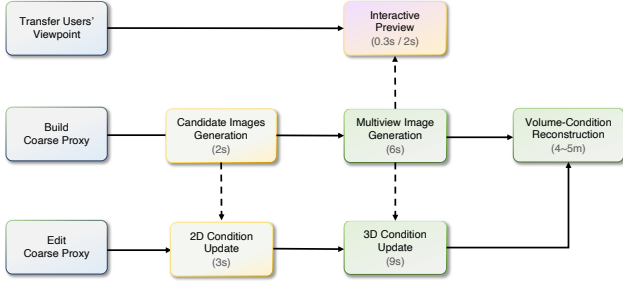 Transfer Users'
Viewpoint
Interactive
Preview
(0.3s / 2s)
Build
Coarse Proxy
Candidate Images
Generation
(2s)
Multiview Image
Generation
(6s)
Volume-Condition
Reconstruction
(4~5m)
Edit
Coarse Proxy
2D Condition
Update
(3s)
3D Condition
Update
(9s)